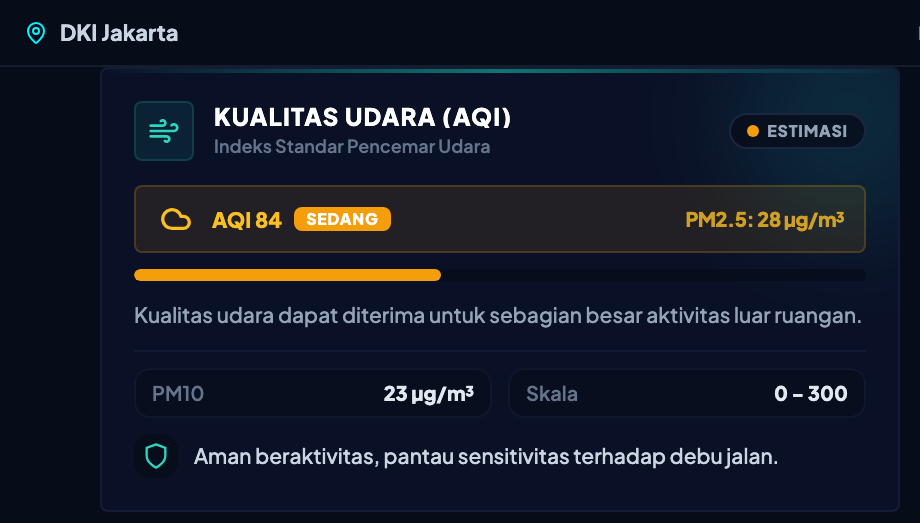 DKI Jakarta
KUALITAS UDARA (AQI)
Indeks Standar Pencemar Udara
ESTIMASI
AQI 84 SEDANG PM2.5: 28 µg/m³
Kualitas udara dapat diterima untuk sebagian besar aktivitas luar ruangan.
PM10 23 µg/m³
Skala 0 – 300
Aman beraktivitas, pantau sensitivitas terhadap debu jalan.